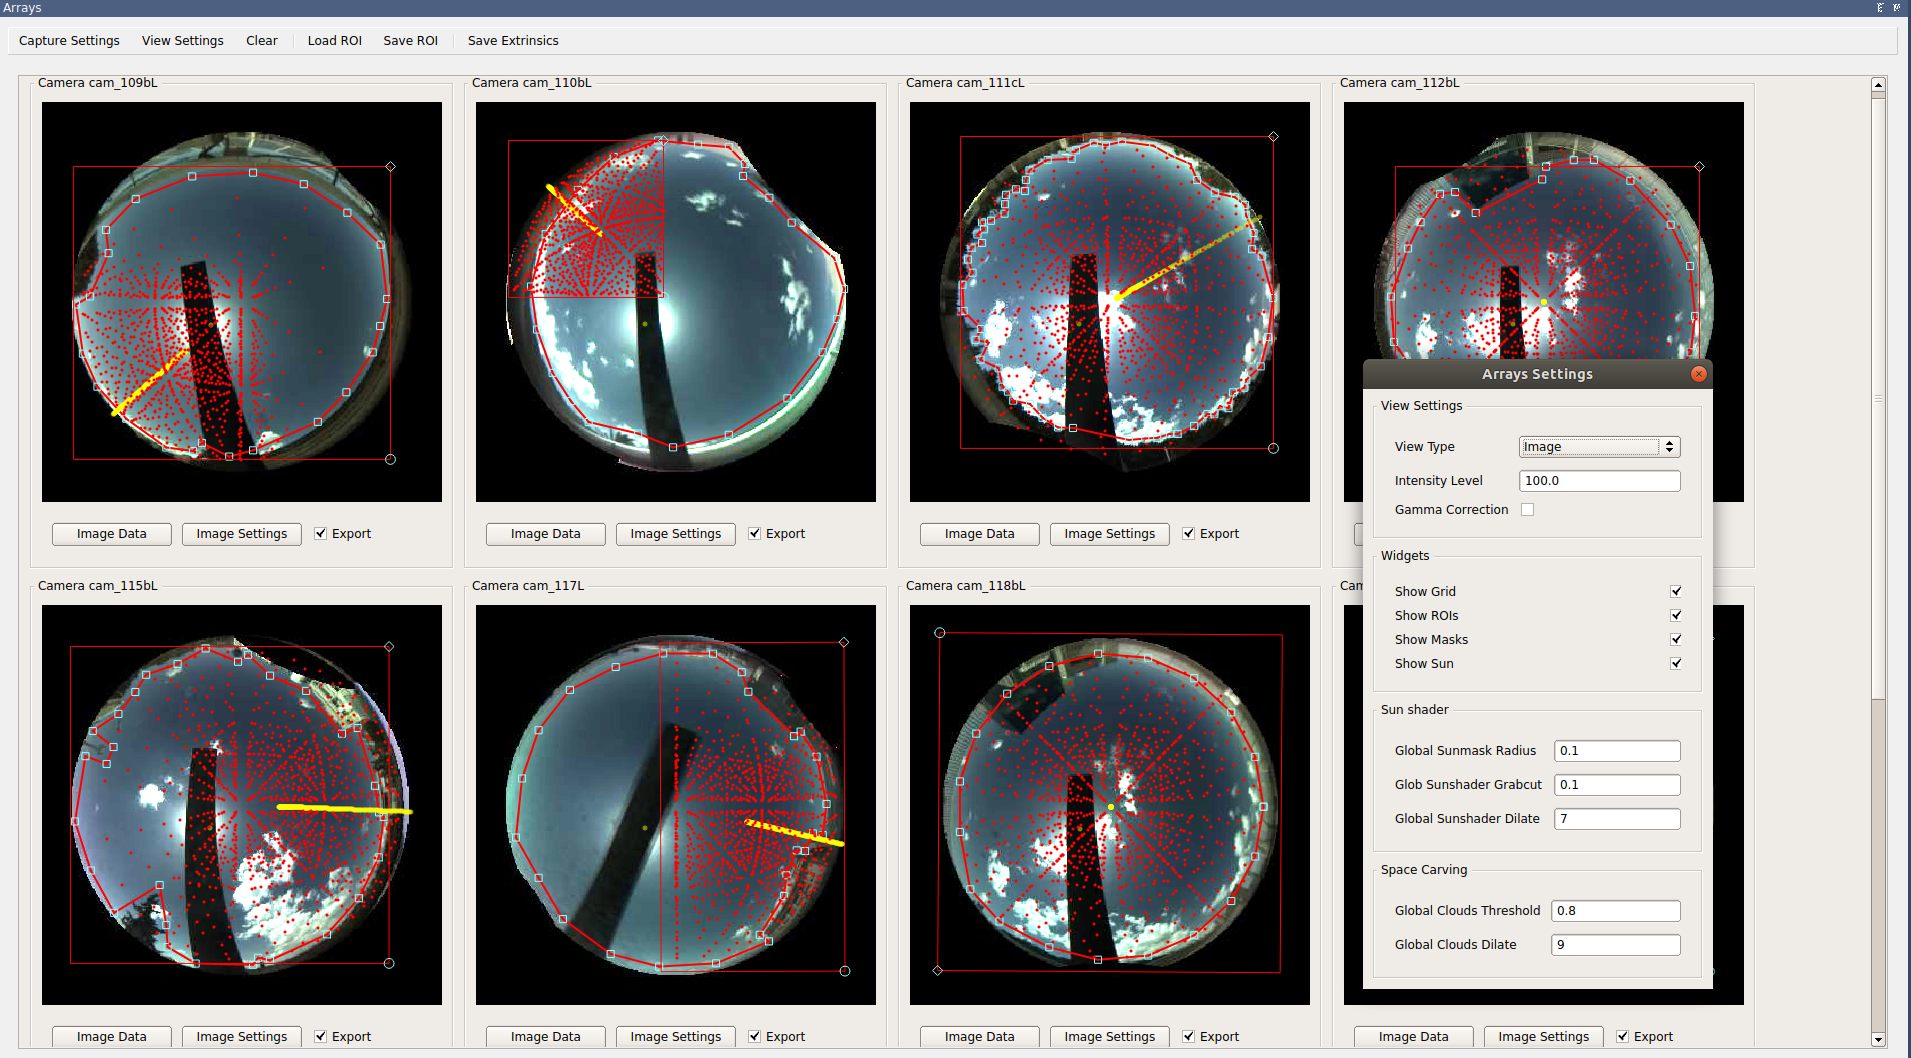 Arrays
Capture Settings View Settings Clear Load ROI Save ROI Save Extrinsics
Camera cam_109bL
Camera cam_110bL
Camera cam_111cL
Camera cam_112bL
Image Data Image Settings Export
Image Data Image Settings Export
Image Data Image Settings Export
Camera cam_115bL
Camera cam_117L
Camera cam_118bL
Cam
Image Data Image Settings Export
Image Data Image Settings Export
Image Data Image Settings Export
Image Data Image Settings Export
Arrays Settings
View Settings
View Type Image
Intensity Level 100.0
Gamma Correction
Widgets
Show Grid
Show ROIs
Show Masks
Show Sun
Sun shader
Global Sunmask Radius 0.1
Glob Sunshader Grabcut 0.1
Global Sunshader Dilate 7
Space Carving
Global Clouds Threshold 0.8
Global Clouds Dilate 9